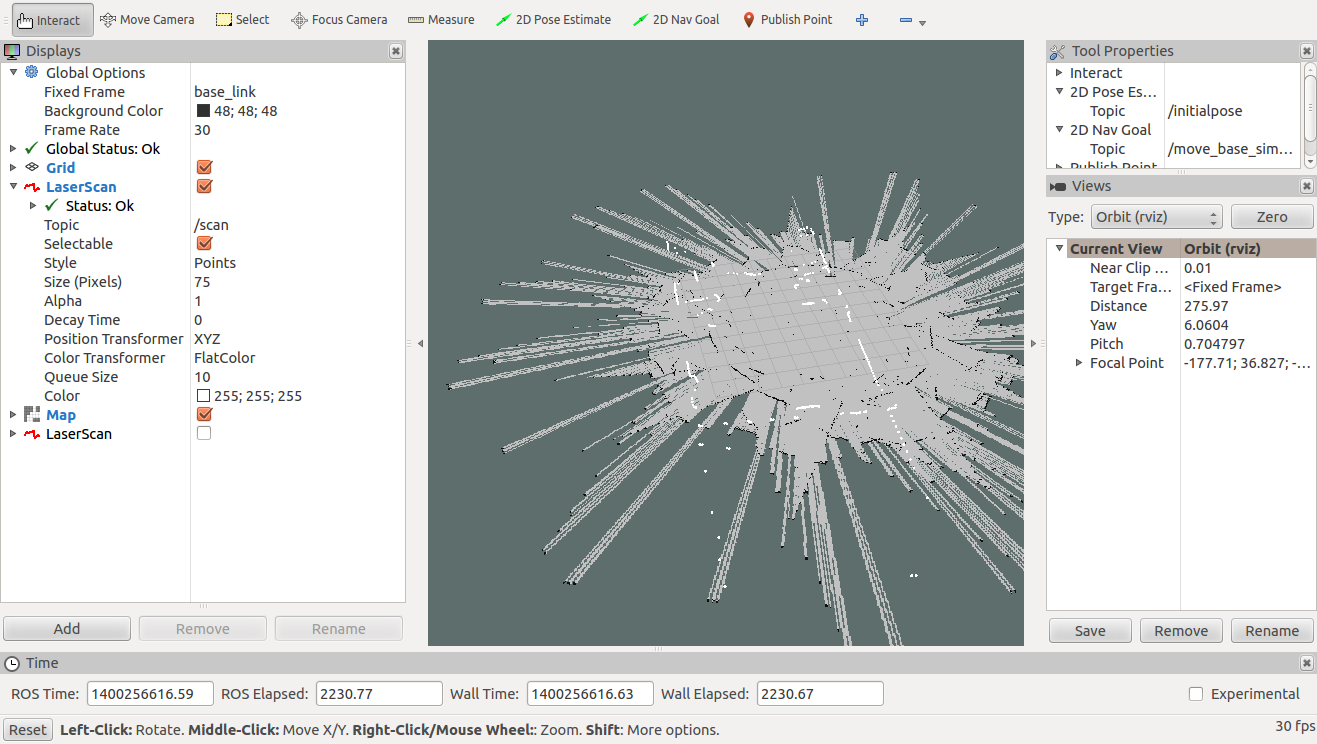 Interact Move Camera Select Focus Camera Measure 2D Pose Estimate 2D Nav Goal Publish Point
Displays
Global Options
Fixed Frame base_link
Background Color 48; 48; 48
Frame Rate 30
Global Status: Ok
Grid
LaserScan
Status: Ok
Topic /scan
Selectable
Style Points
Size (Pixels) 75
Alpha 1
Decay Time 0
Position Transformer XYZ
Color Transformer FlatColor
Queue Size 10
Color 255; 255; 255
Map
LaserScan
Add Remove Rename
Tool Properties
Interact
2D Pose Es...
Topic /initialpose
2D Nav Goal
Topic /move_base_sim...
Publish Point
Views
Type: Orbit (rviz) Zero
Current View Orbit (rviz)
Near Clip ... 0.01
Target Fra... <Fixed Frame>
Distance 275.97
Yaw 6.0604
Pitch 0.704797
Focal Point -177.71; 36.827; -...
Save Remove Rename
Time
ROS Time: 1400256616.59 ROS Elapsed: 2230.77 Wall Time: 1400256616.63 Wall Elapsed: 2230.67 Experimental
Reset Left-Click: Rotate. Middle-Click: Move X/Y. Right-Click/Mouse Wheel:: Zoom. Shift: More options. 30 fps